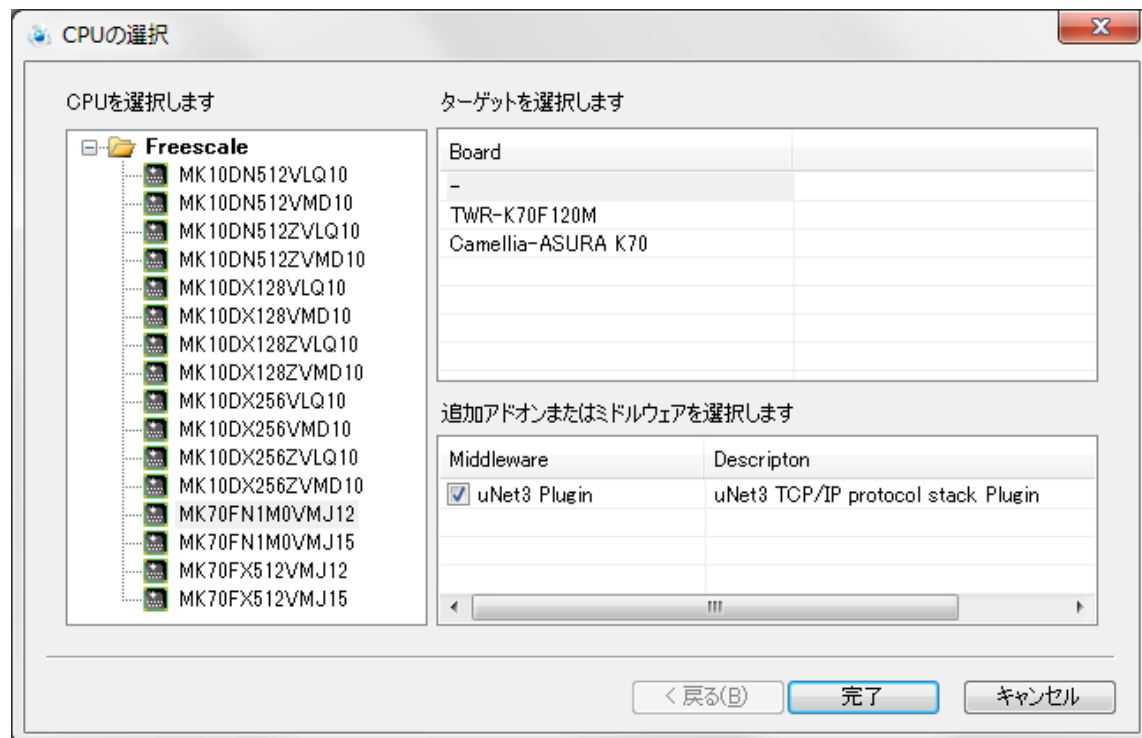 CPUの選択
CPUを選択します
Freescale
MK10DN512VLQ10
MK10DN512VMD10
MK10DN512ZVLQ10
MK10DN512ZVMD10
MK10DX128VLQ10
MK10DX128VMD10
MK10DX128ZVLQ10
MK10DX128ZVMD10
MK10DX256VLQ10
MK10DX256VMD10
MK10DX256ZVLQ10
MK10DX256ZVMD10
MK70FN1M0VMJ12
MK70FN1M0VMJ15
MK70FX512VMJ12
MK70FX512VMJ15
ターゲットを選択します
Board
-
TWR-K70F120M
Camellia-ASURA K70
追加アドオンまたはミドルウェアを選択します
Middleware Descripton
uNet3 Plugin uNet3 TCP/IP protocol stack Plugin
< 戻る(B) 完了 キャンセル